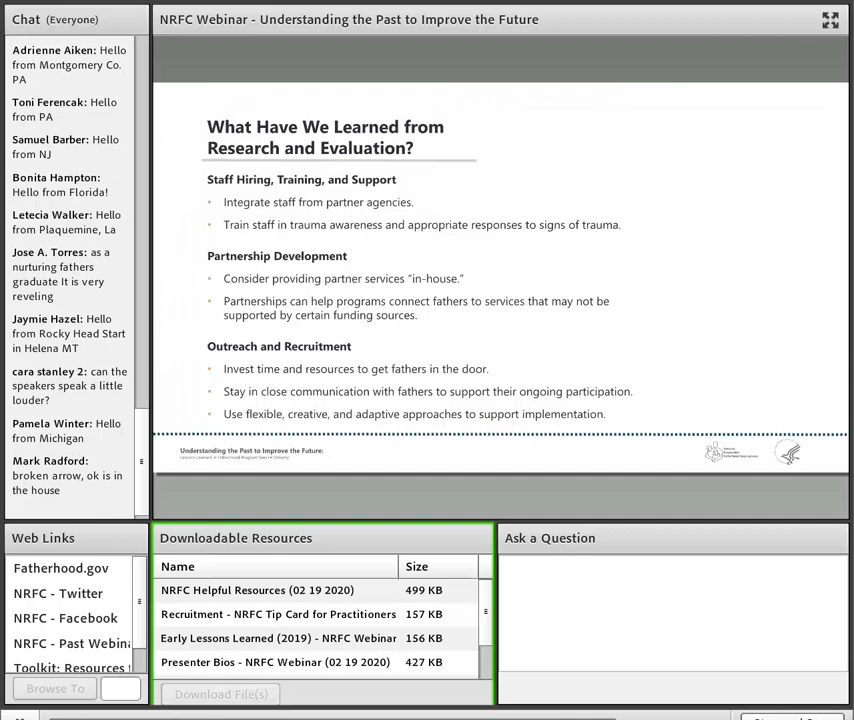 Chat (Everyone)
Adrienne Aiken: Hello
from Montgomery Co.
PA
Toni Ferencak: Hello
from PA
Samuel Barber: Hello
from NJ
Bonita Hampton:
Hello from Florida!
Letecia Walker: Hello
from Plaquemine, La
Jose A. Torres: as a
nurturing fathers
graduate It is very
reveling
Jaymie Hazel: Hello
from Rocky Head Start
in Helena MT
cara stanley 2: can the
speakers speak a little
louder?
Pamela Winter: Hello
from Michigan
Mark Radford:
broken arrow, ok is in
the house
NRFC Webinar - Understanding the Past to Improve the Future
What Have We Learned from
Research and Evaluation?
Staff Hiring, Training, and Support
• Integrate staff from partner agencies.
• Train staff in trauma awareness and appropriate responses to signs of trauma.
Partnership Development
• Consider providing partner services “in-house.”
• Partnerships can help programs connect fathers to services that may not be
supported by certain funding sources.
Outreach and Recruitment
• Invest time and resources to get fathers in the door.
• Stay in close communication with fathers to support their ongoing participation.
• Use flexible, creative, and adaptive approaches to support implementation.
Understanding the Past to Improve the Future:
Lessons Learned in Fatherhood Program Service Delivery
Web Links
Fatherhood.gov
NRFC - Twitter
NRFC - Facebook
NRFC - Past Webina
Toolkit: Resources
Browse To
Downloadable Resources
Name Size
NRFC Helpful Resources (02 19 2020) 499 KB
Recruitment - NRFC Tip Card for Practitioners 157 KB
Early Lessons Learned (2019) - NRFC Webinar 156 KB
Presenter Bios - NRFC Webinar (02 19 2020) 427 KB
Download File(s)
Ask a Question